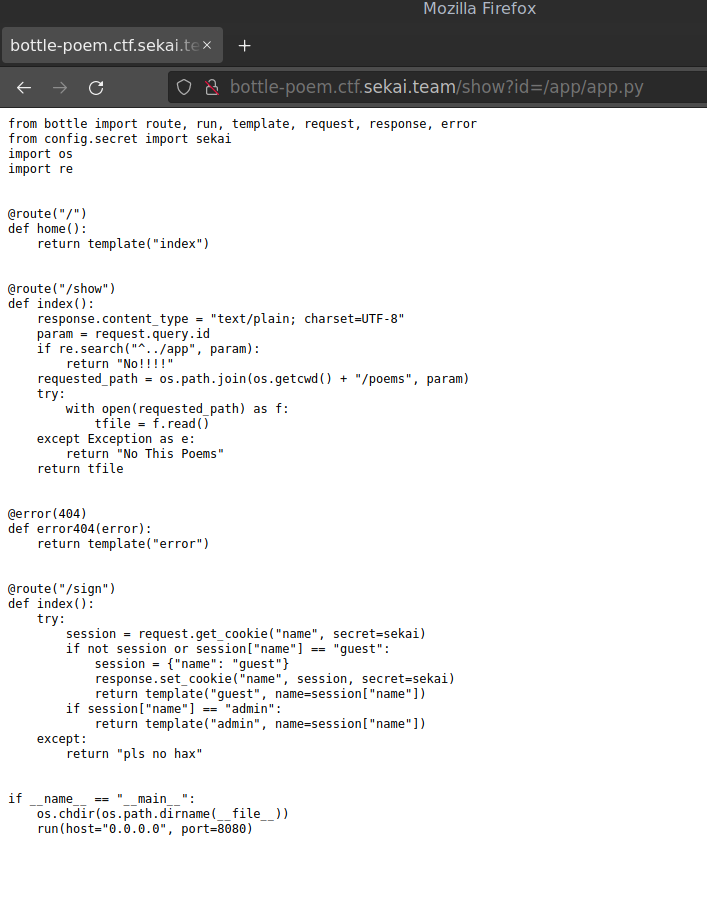 Mozilla Firefox
bottle-poem.ctf.sekai.te
bottle-poem.ctf.sekai.team/show?id=/app/app.py
from bottle import route, run, template, request, response, error
from config.secret import sekai
import os
import re
@route("/")
def home():
    return template("index")
@route("/show")
def index():
    response.content_type = "text/plain; charset=UTF-8"
    param = request.query.id
    if re.search("^../app", param):
        return "No!!!!"
    requested_path = os.path.join(os.getcwd() + "/poems", param)
    try:
        with open(requested_path) as f:
            tfile = f.read()
    except Exception as e:
        return "No This Poems"
    return tfile
@error(404)
def error404(error):
    return template("error")
@route("/sign")
def index():
    try:
        session = request.get_cookie("name", secret=sekai)
        if not session or session["name"] == "guest":
            session = {"name": "guest"}
            response.set_cookie("name", session, secret=sekai)
            return template("guest", name=session["name"])
        if session["name"] == "admin":
            return template("admin", name=session["name"])
    except:
        return "pls no hax"
if __name__ == "__main__":
    os.chdir(os.path.dirname(__file__))
    run(host="0.0.0.0", port=8080)